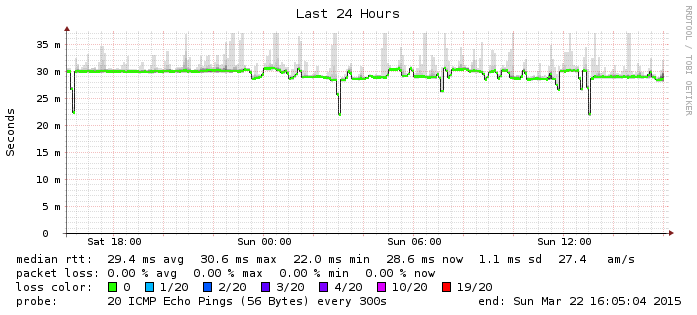 Last 24 Hours
RRDTOOL / TOBI OETIKER
Seconds
35 m
30 m
25 m
20 m
15 m
10 m
5 m
0
Sat 18:00 Sun 00:00 Sun 06:00 Sun 12:00
median rtt: 29.4 ms avg 30.6 ms max 22.0 ms min 28.6 ms now 1.1 ms sd 27.4 am/s
packet loss: 0.00 % avg 0.00 % max 0.00 % min 0.00 % now
loss color: 0 1/20 2/20 3/20 4/20 10/20 19/20
probe: 20 ICMP Echo Pings (56 Bytes) every 300s end: Sun Mar 22 16:05:04 2015